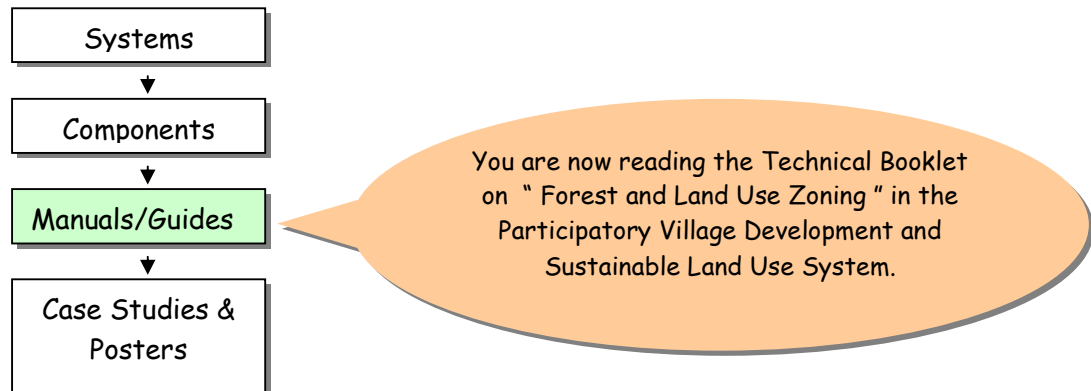 Systems
Components
Manuals/Guides
Case Studies &
Posters
You are now reading the Technical Booklet
on “ Forest and Land Use Zoning ” in the
Participatory Village Development and
Sustainable Land Use System.